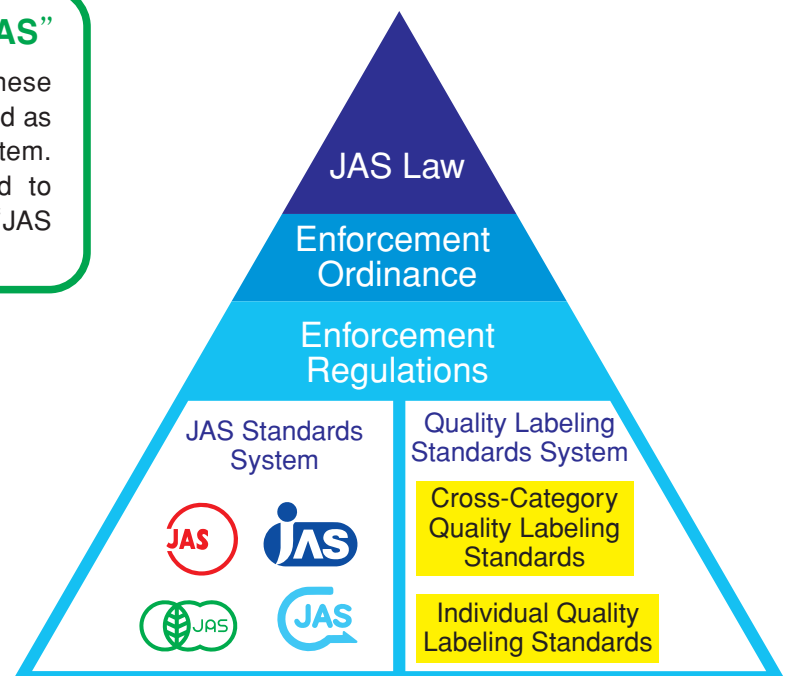 AS”
nese
d as
tem.
d to
JAS
JAS Law
Enforcement
Ordinance
Enforcement
Regulations
JAS Standards
System
JAS
JAS
JAS
JAS
Quality Labeling
Standards System
Cross-Category
Quality Labeling
Standards
Individual Quality
Labeling Standards